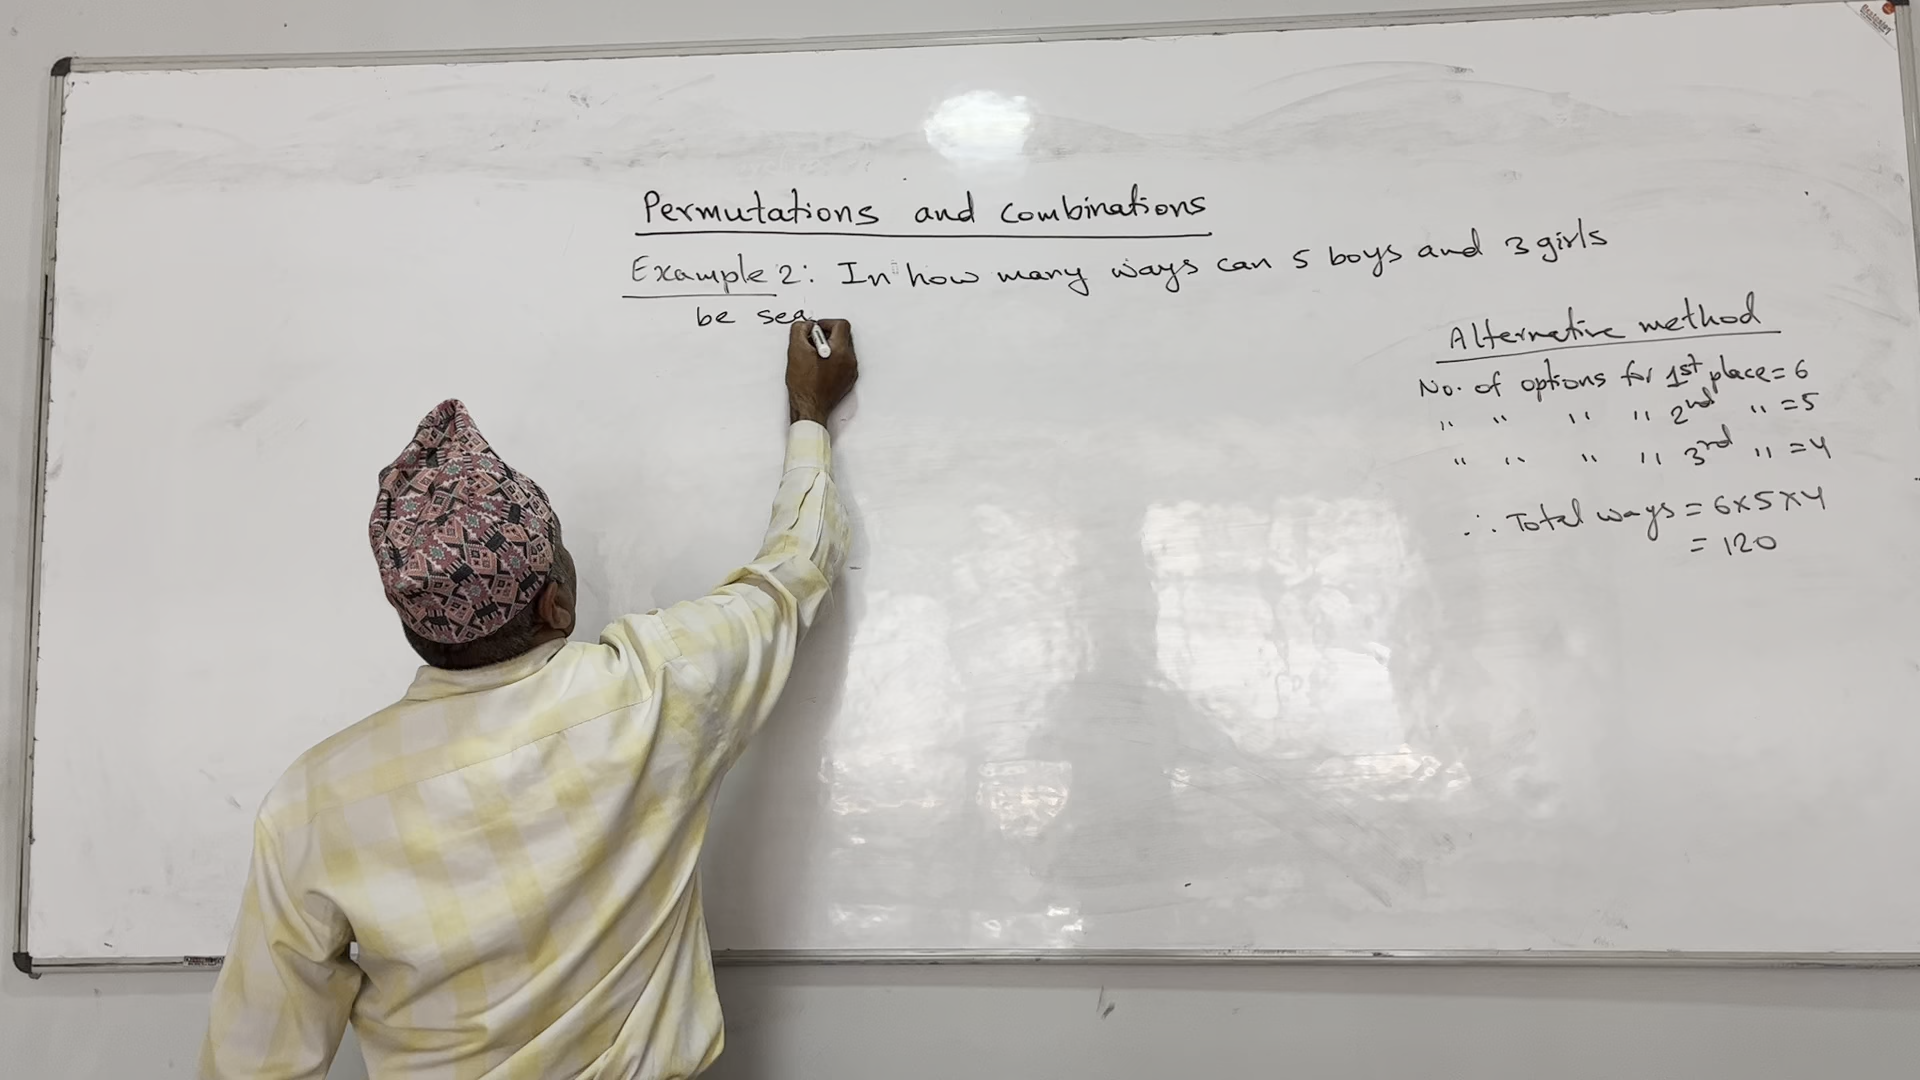 Permutations and combinations
Example 2: In how many ways can 5 boys and 3 girls
be sea
Alternative method
No. of options for 1st place = 6
" " " " 2nd " = 5
" " " " 3rd " = 4
∴ Total ways = 6×5×4
= 120